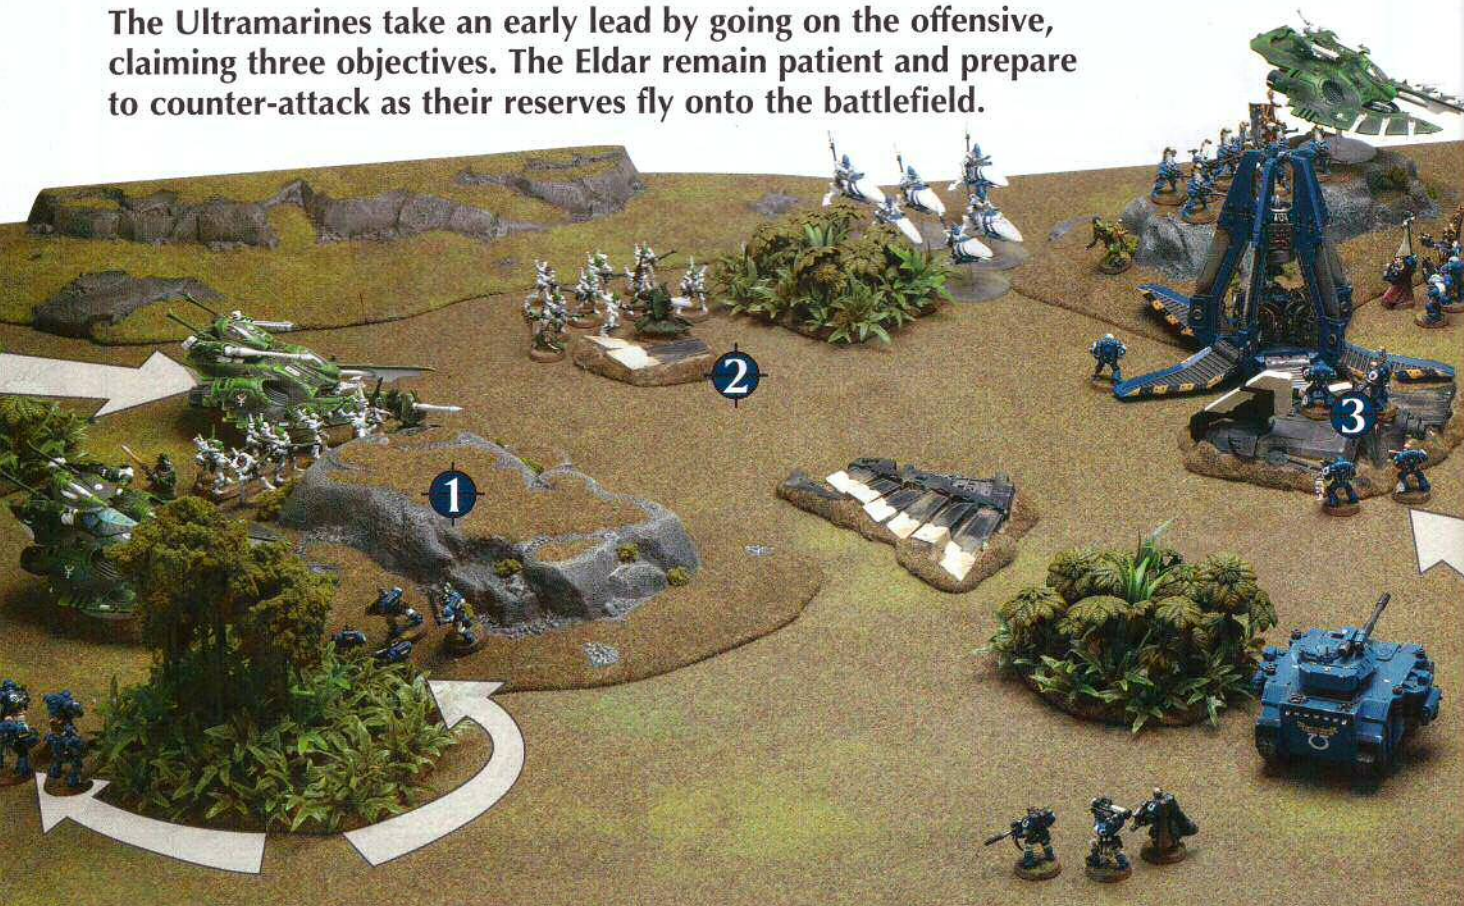 The Ultramarines take an early lead by going on the offensive,
claiming three objectives. The Eldar remain patient and prepare
to counter-attack as their reserves fly onto the battlefield.
2
3
1